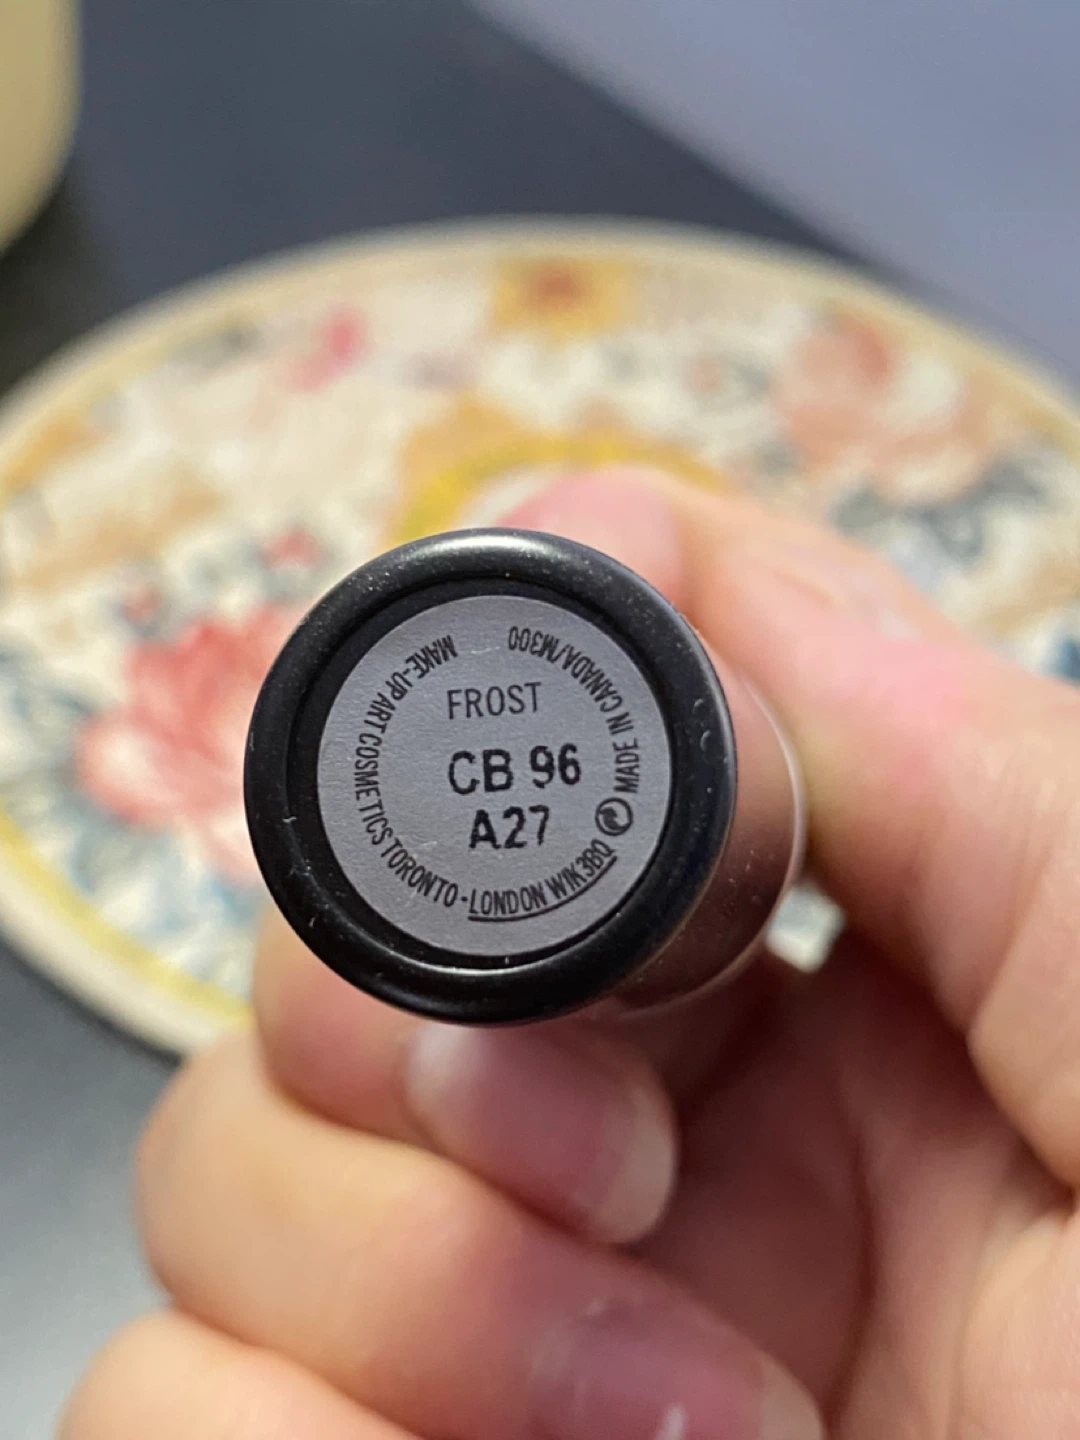 FROST
CB 96
A27
MAKE-UP ART COSMETICS TORONTO - LONDON W1K3BQ
MADE IN CANADA/M300